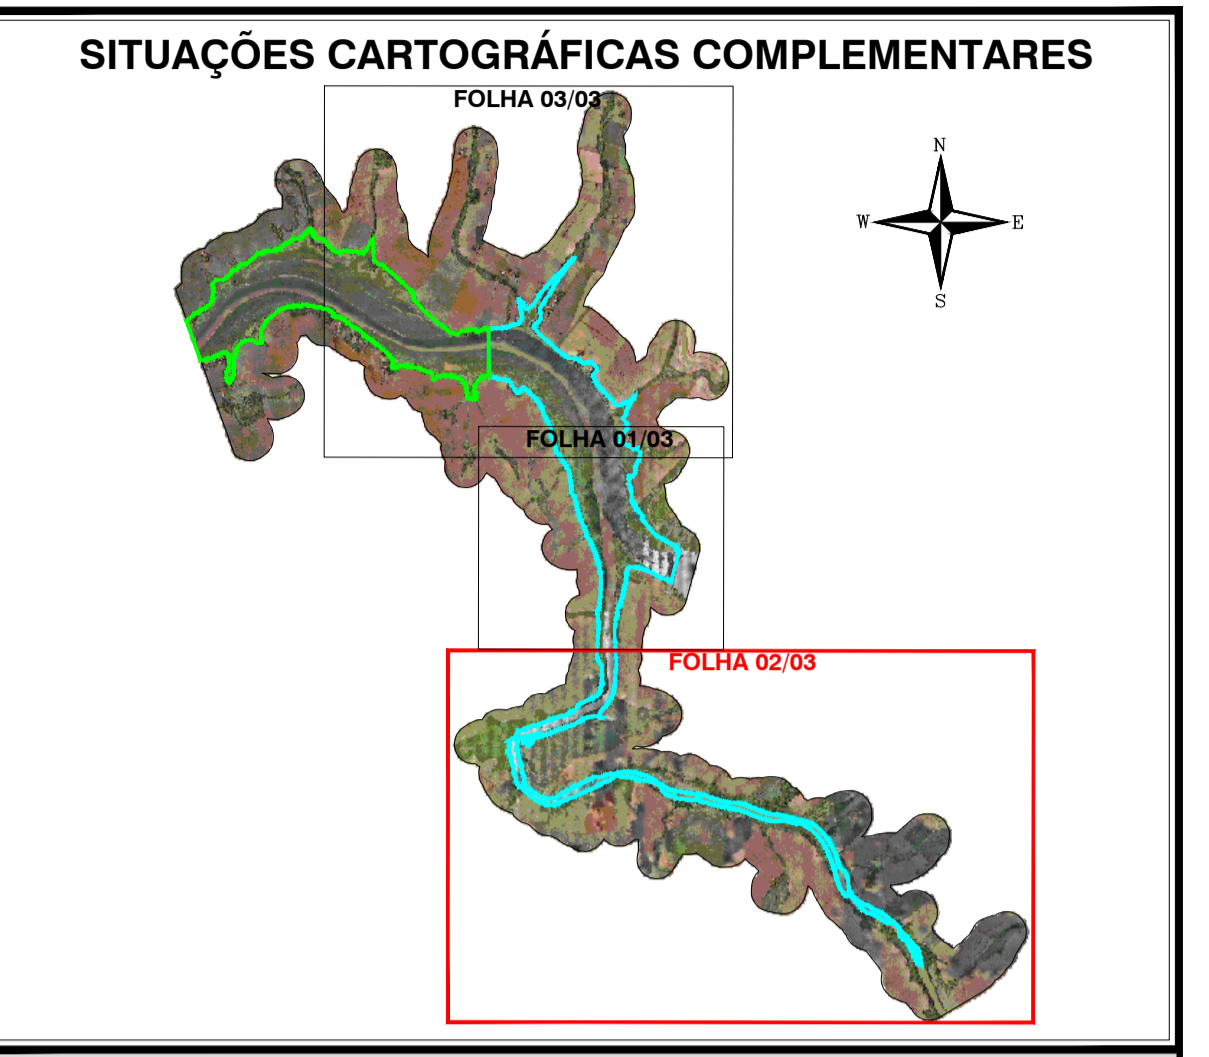 SITUAÇÕES CARTOGRÁFICAS COMPLEMENTARES
FOLHA 03/03
N
W
E
S
FOLHA 01/03
FOLHA 02/03